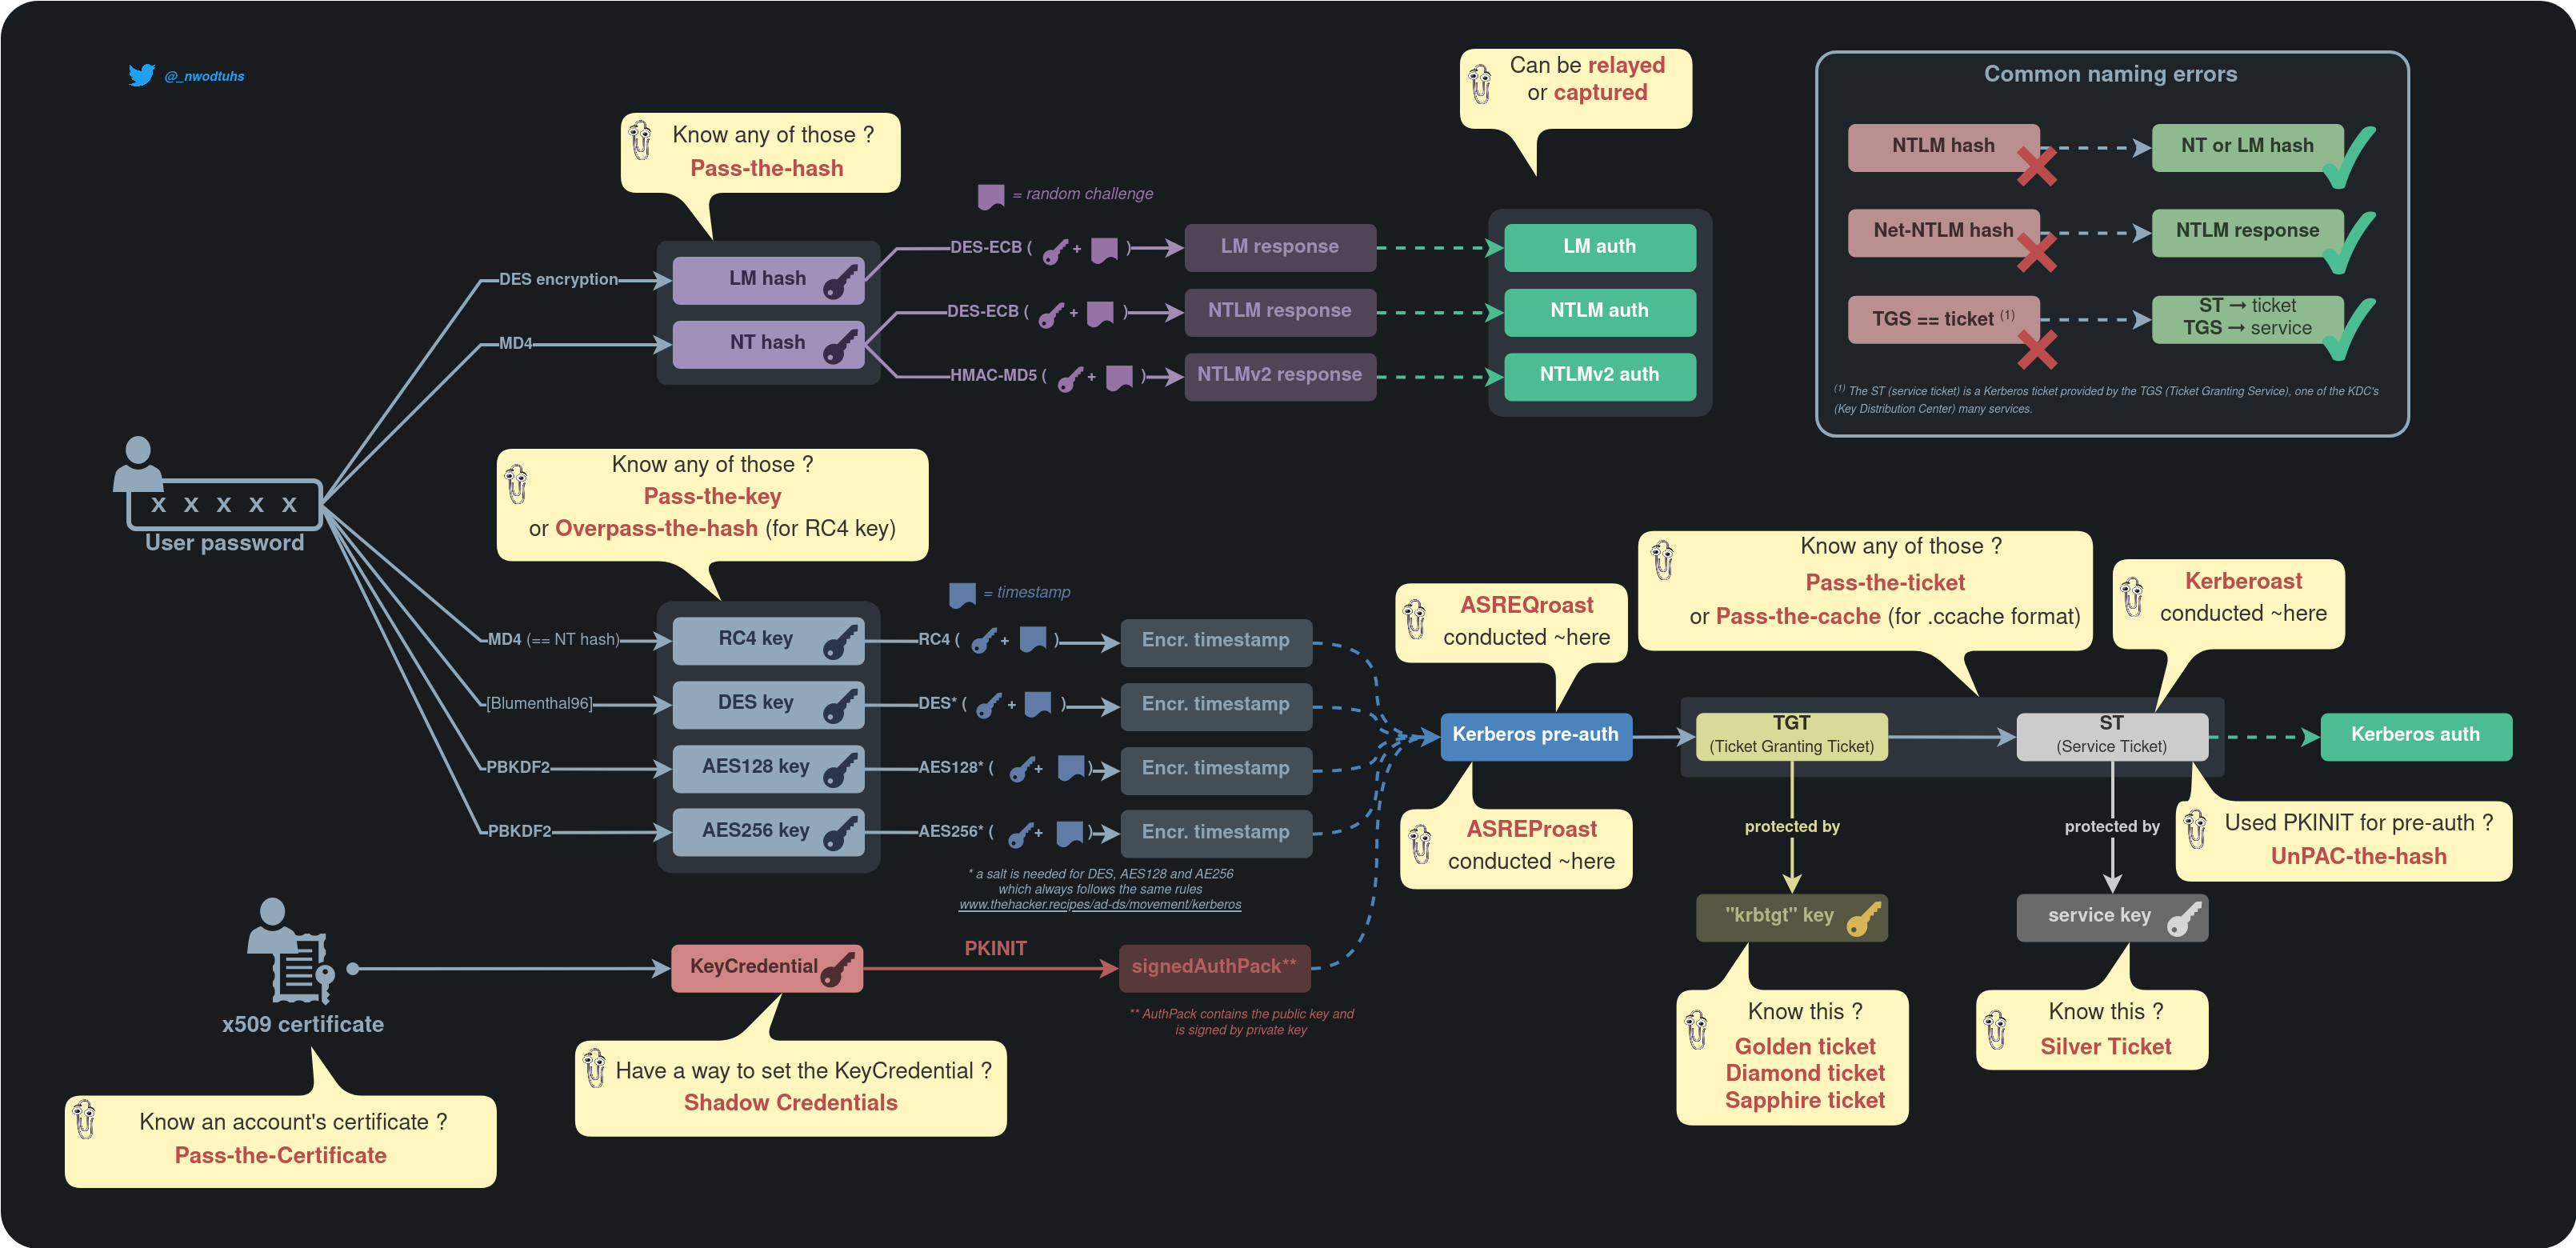 @_nwodtuhs
Know any of those ?
Pass-the-hash
Can be relayed
or captured
= random challenge
DES encryption
LM hash
DES-ECB ( + )
LM response
LM auth
MD4
NT hash
DES-ECB ( + )
NTLM response
NTLM auth
HMAC-MD5 ( + )
NTLMv2 response
NTLMv2 auth
Common naming errors
NTLM hash
NT or LM hash
Net-NTLM hash
NTLM response
TGS == ticket (1)
ST → ticket
TGS → service
(1) The ST (service ticket) is a Kerberos ticket provided by the TGS (Ticket Granting Service), one of the KDC's
(Key Distribution Center) many services.
x x x x x
User password
Know any of those ?
Pass-the-key
or Overpass-the-hash (for RC4 key)
= timestamp
MD4 (== NT hash)
RC4 key
RC4 ( + )
Encr. timestamp
[Blumenthal96]
DES key
DES* ( + )
Encr. timestamp
PBKDF2
AES128 key
AES128* ( + )
Encr. timestamp
PBKDF2
AES256 key
AES256* ( + )
Encr. timestamp
* a salt is needed for DES, AES128 and AE256
which always follows the same rules
www.thehacker.recipes/ad-ds/movement/kerberos
ASREQroast
conducted ~here
Know any of those ?
Pass-the-ticket
or Pass-the-cache (for .ccache format)
Kerberoast
conducted ~here
Kerberos pre-auth
TGT
(Ticket Granting Ticket)
ST
(Service Ticket)
Kerberos auth
ASREProast
conducted ~here
protected by
protected by
Used PKINIT for pre-auth ?
UnPAC-the-hash
"krbtgt" key
service key
Know this ?
Golden ticket
Diamond ticket
Sapphire ticket
Know this ?
Silver Ticket
x509 certificate
KeyCredential
PKINIT
signedAuthPack**
** AuthPack contains the public key and
is signed by private key
Have a way to set the KeyCredential ?
Shadow Credentials
Know an account's certificate ?
Pass-the-Certificate